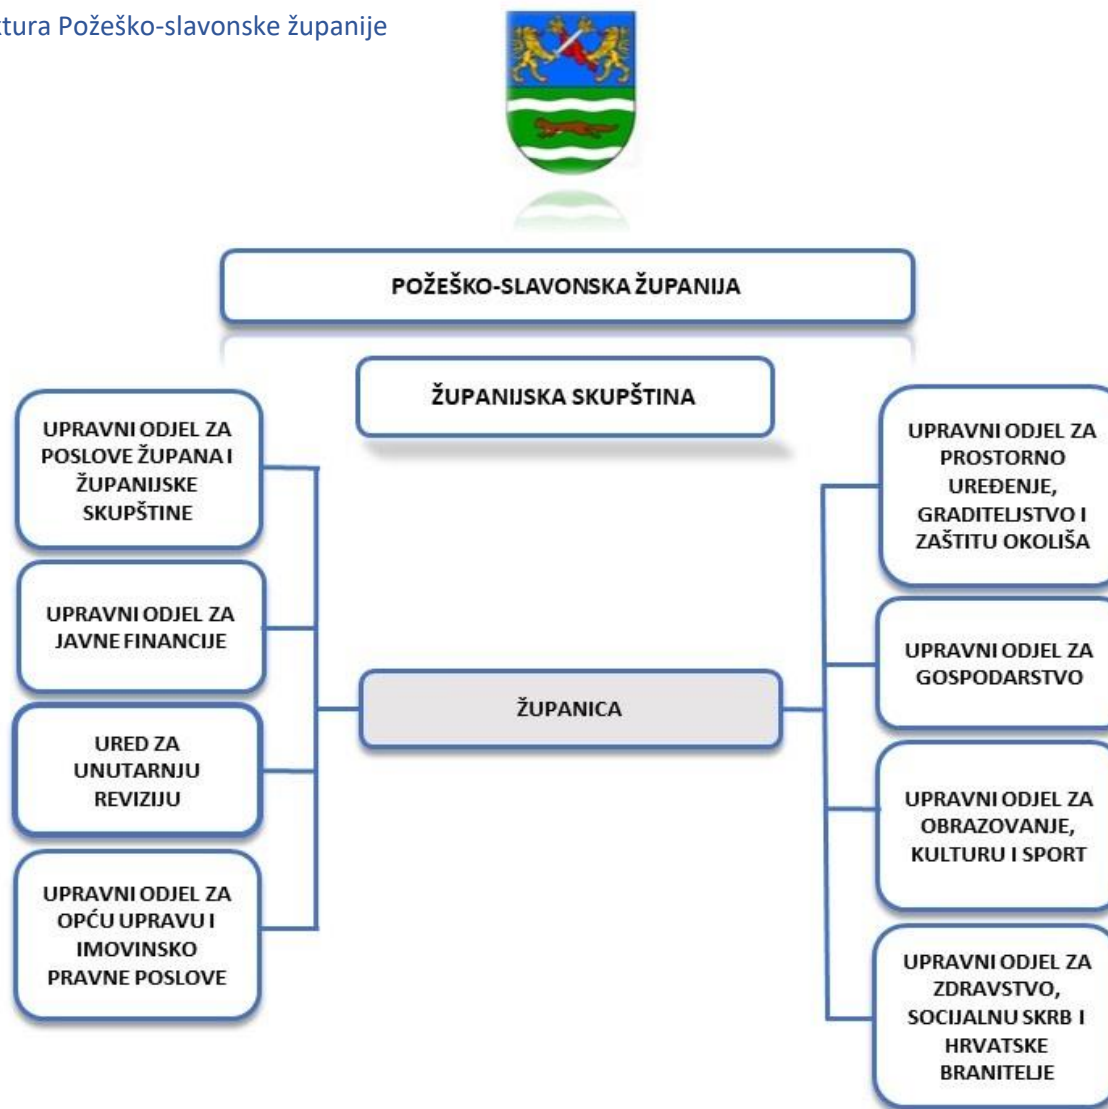 tura Požeško-slavonske županije
POŽEŠKO-SLAVONSKA ŽUPANIJA
ŽUPANIJSKA SKUPŠTINA
UPRAVNI ODJEL ZA
POSLOVE ŽUPANA I
ŽUPANIJSKE
SKUPŠTINE
UPRAVNI ODJEL ZA
JAVNE FINANCIJE
URED ZA
UNUTARNJU
REVIZIJU
UPRAVNI ODJEL ZA
OPĆU UPRAVU I
IMOVINSKO
PRAVNE POSLOVE
ŽUPANICA
UPRAVNI ODJEL ZA
PROSTORNO
UREĐENJE,
GRADITELJSTVO I
ZAŠTITU OKOLIŠA
UPRAVNI ODJEL ZA
GOSPODARSTVO
UPRAVNI ODJEL ZA
OBRAZOVANJE,
KULTURU I SPORT
UPRAVNI ODJEL ZA
ZDRAVSTVO,
SOCIJALNU SKRB I
HRVATSKE
BRANITELJE